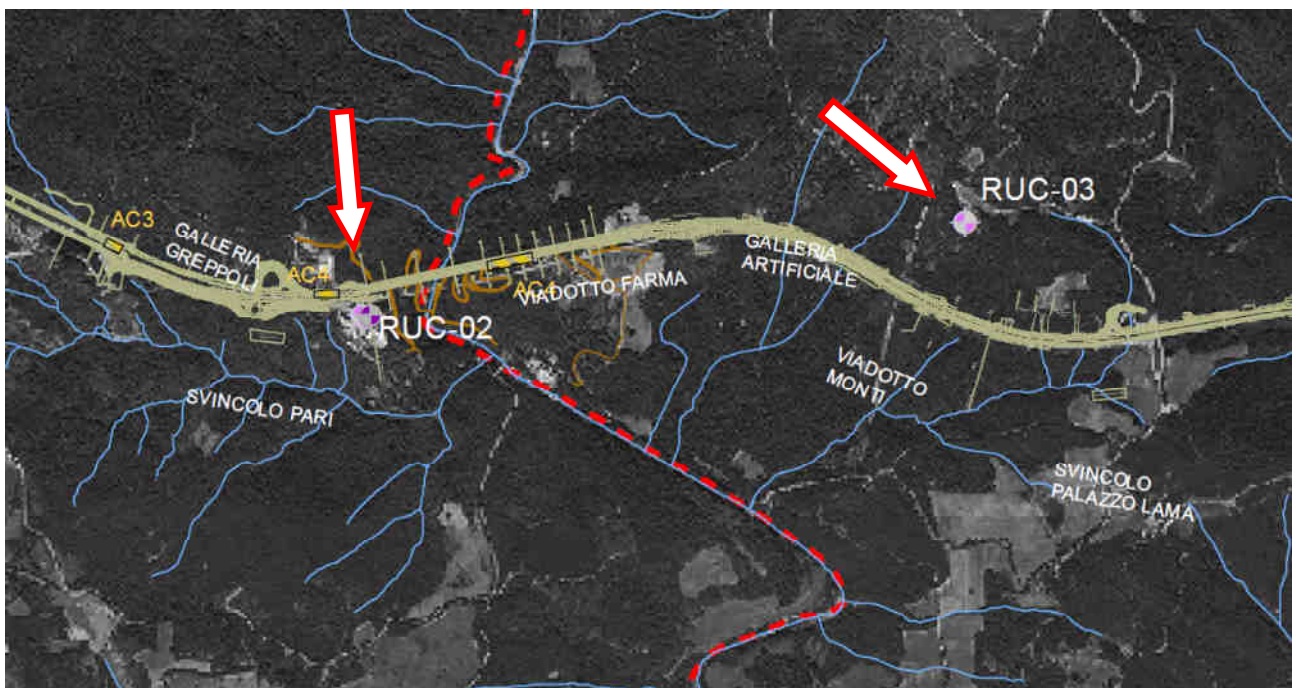 RUC-03
AC3
GALLERIA
GREPPOLI
GALLERIA
ARTIFICIALE
AC4
AC4
VIADOTTO FARMA
RUC-02
VIADOTTO
MONTI
SVINCOLO PARI
SVINCOLO
PALAZZO LAMA